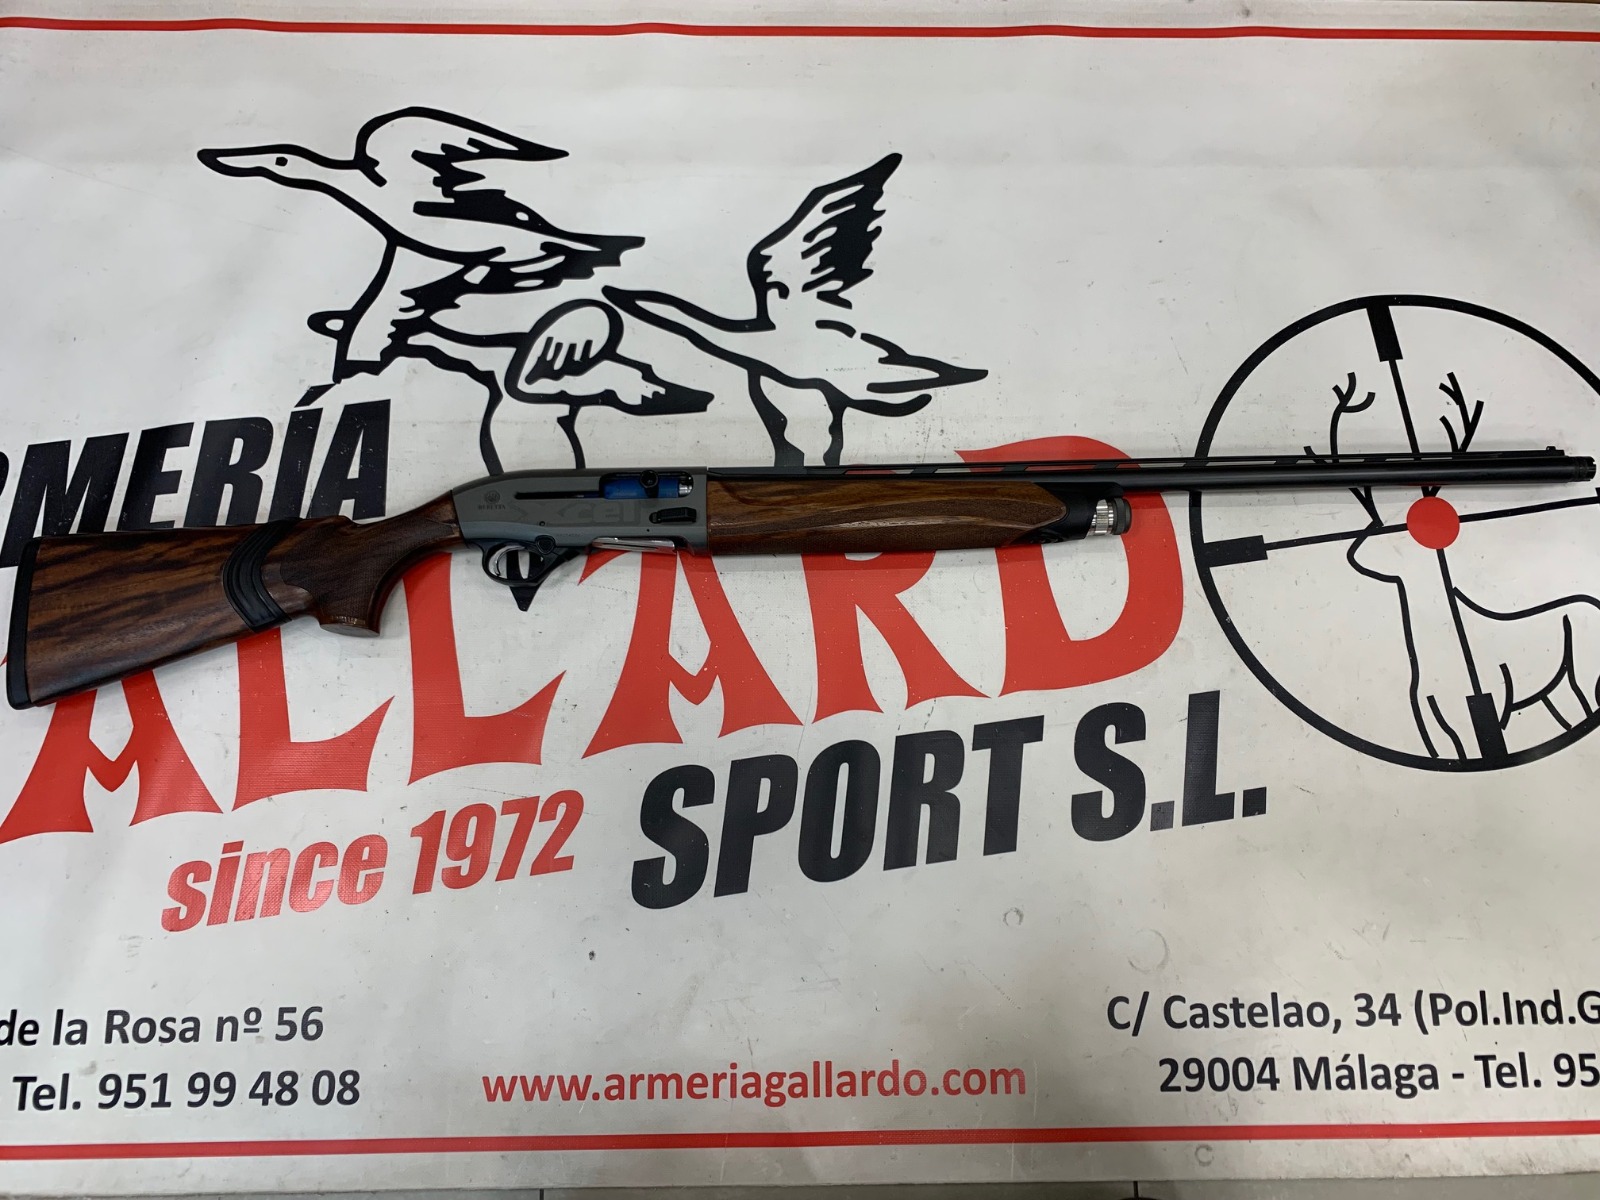 RMERÍA
ALLARD
since 1972
SPORT S.L.
BERETTA
de la Rosa nº 56
Tel. 951 99 48 08
www.armeriagallardo.com
C/ Castelao, 34 (Pol.Ind.G
29004 Málaga - Tel. 95